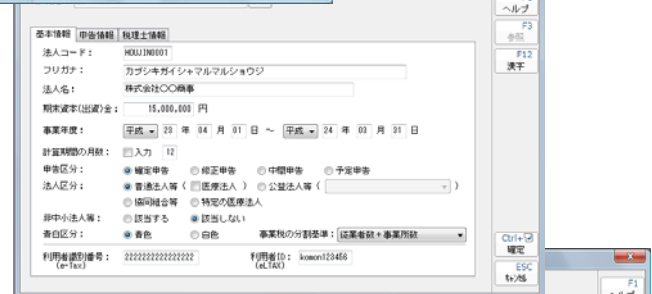 ヘルプ
F3
参照
F12
漢字
基本情報 申告情報 税理士情報
法人コード： HOUJIN0001
フリガナ： カブシキガイシャマルマルショウジ
法人名： 株式会社〇〇商事
期末資本(出資)金： 15,000,000 円
事業年度： 平成 23 年 04 月 01 日 ～ 平成 24 年 03 月 31 日
計算期間の月数： 入力 12
申告区分： 確定申告 修正申告 中間申告 予定申告
法人区分： 普通法人等 ( 医療法人 ) 公益法人等 ( )
協同組合等 特定の医療法人
非中小法人等： 該当する 該当しない
青白区分： 青色 白色 事業税の分割基準： 従業者数＋事業所数
利用者識別番号： 2222222222222222 利用者ID： komon123456
(e-Tax) (eLTAX)
Ctrl+
確定
ESC
ｷｬﾝｾﾙ
F1